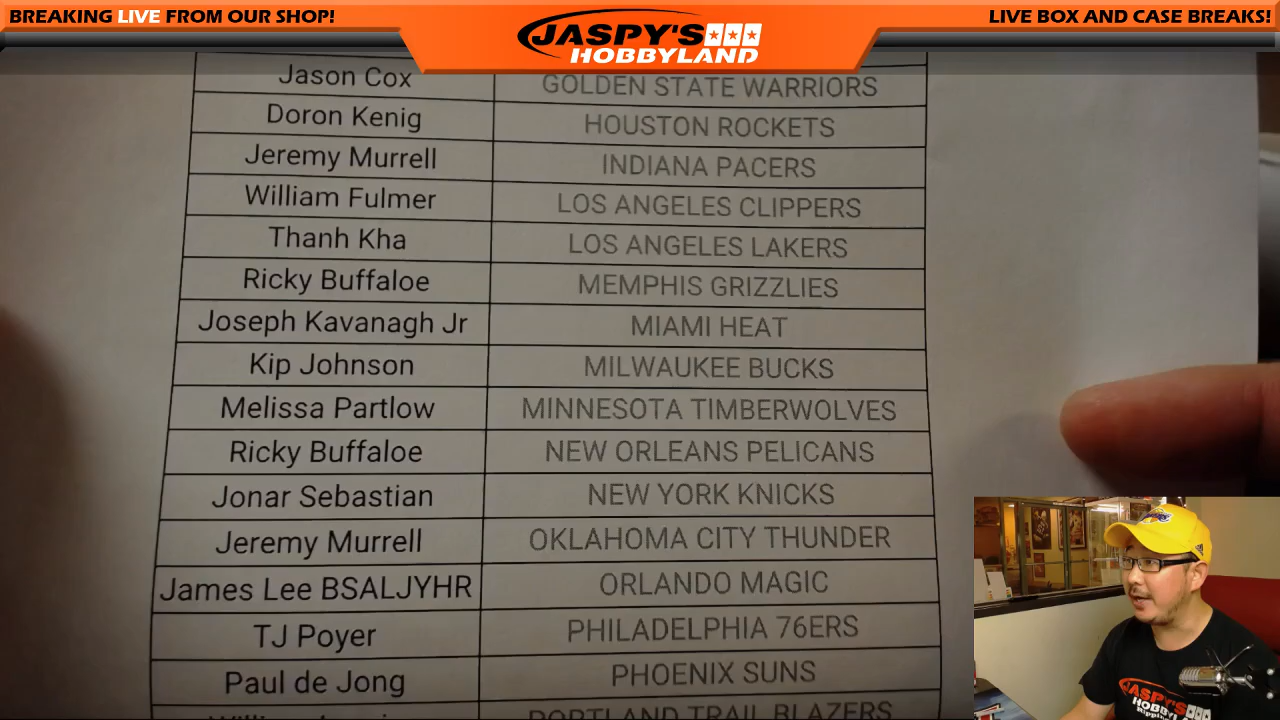 BREAKING LIVE FROM OUR SHOP!
JASPY'S
HOBBYLAND
LIVE BOX AND CASE BREAKS!
Jason Cox GOLDEN STATE WARRIORS
Doron Kenig HOUSTON ROCKETS
Jeremy Murrell INDIANA PACERS
William Fulmer LOS ANGELES CLIPPERS
Thanh Kha LOS ANGELES LAKERS
Ricky Buffaloe MEMPHIS GRIZZLIES
Joseph Kavanagh Jr MIAMI HEAT
Kip Johnson MILWAUKEE BUCKS
Melissa Partlow MINNESOTA TIMBERWOLVES
Ricky Buffaloe NEW ORLEANS PELICANS
Jonar Sebastian NEW YORK KNICKS
Jeremy Murrell OKLAHOMA CITY THUNDER
James Lee BSALJYHR ORLANDO MAGIC
TJ Poyer PHILADELPHIA 76ERS
Paul de Jong PHOENIX SUNS
PORTLAND TRAIL BLAZERS
JASPY'S
HOBBYLAND